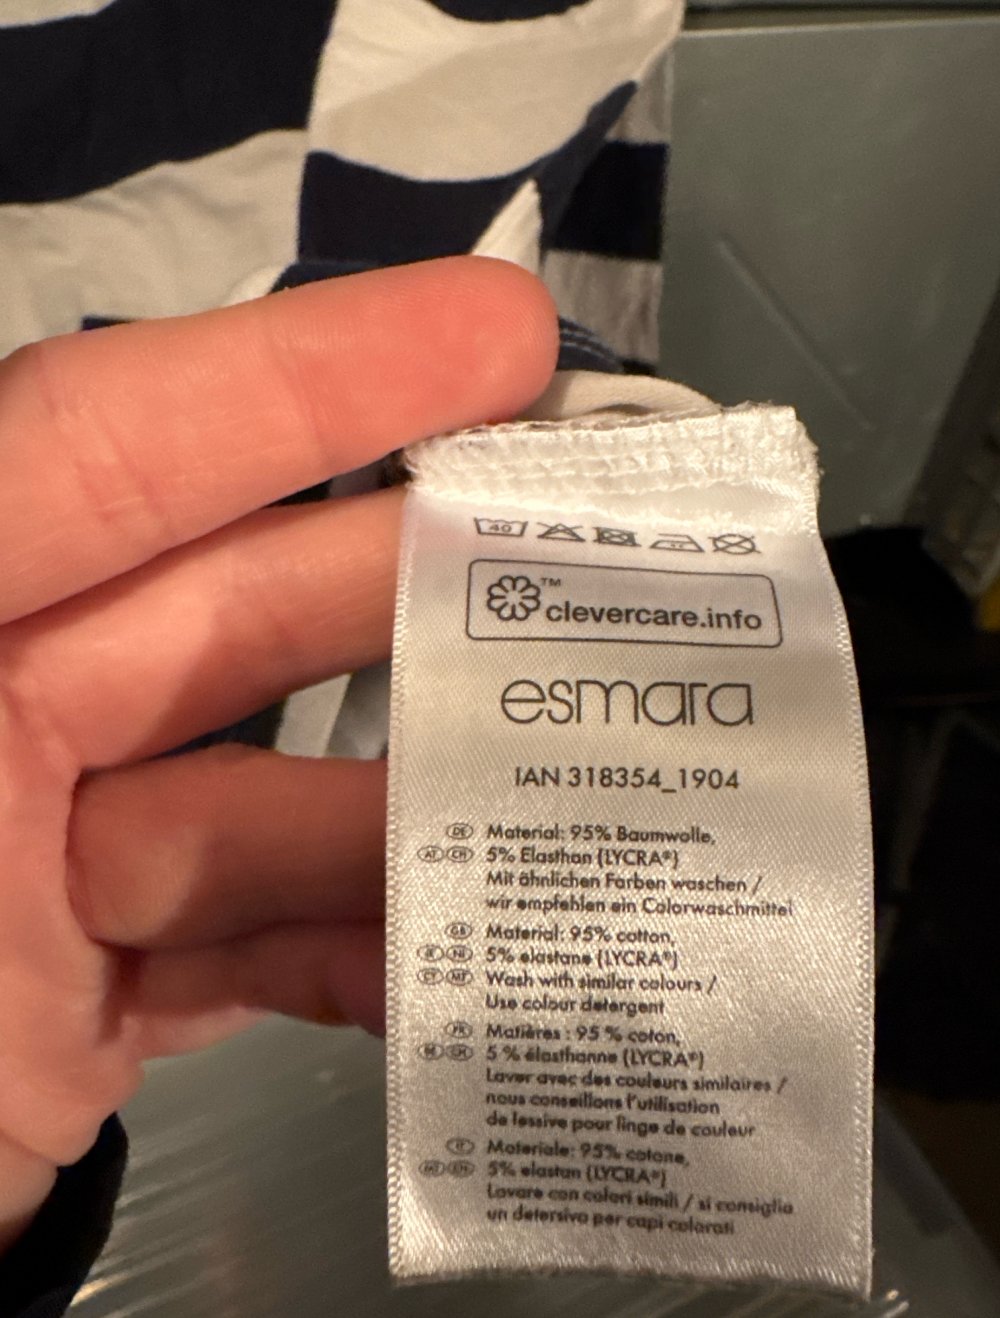 40
™
clevercare.info
esmara
IAN 318354_1904
DE Material: 95% Baumwolle,
AT CH 5% Elasthan (LYCRA®)
Mit ähnlichen Farben waschen /
wir empfehlen ein Colorwaschmittel
GB Material: 95% cotton,
IE NI 5% elastane (LYCRA®)
CY MT Wash with similar colours /
Use colour detergent
FR Matières : 95 % coton,
BE CH 5 % élasthanne (LYCRA®)
Laver avec des couleurs similaires /
nous conseillons l'utilisation
de lessive pour linge de couleur
IT Materiale: 95% cotone,
MT CH 5% elastan (LYCRA®)
Lavare con colori simili / si consiglia
un detersivo per capi colorati